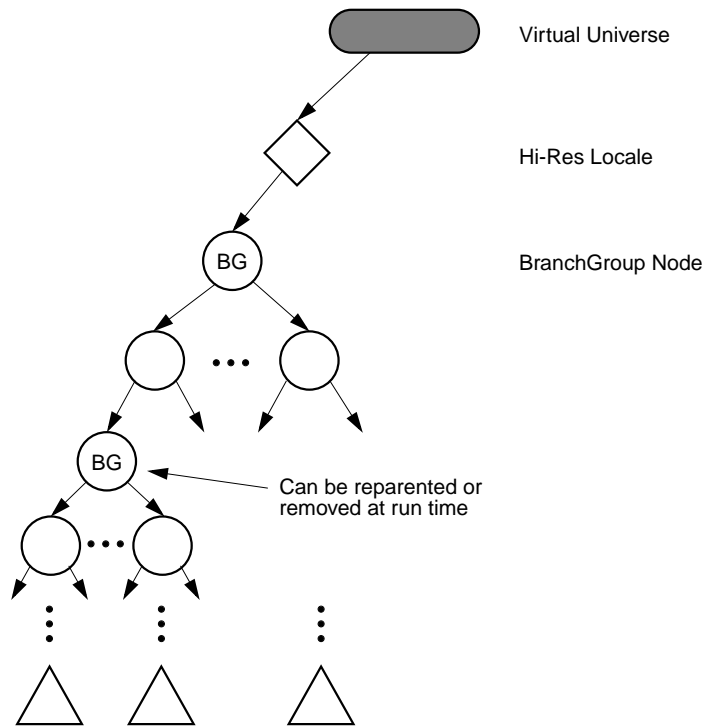 Virtual Universe
Hi-Res Locale
BG
BranchGroup Node
BG
Can be reparented or
removed at run time